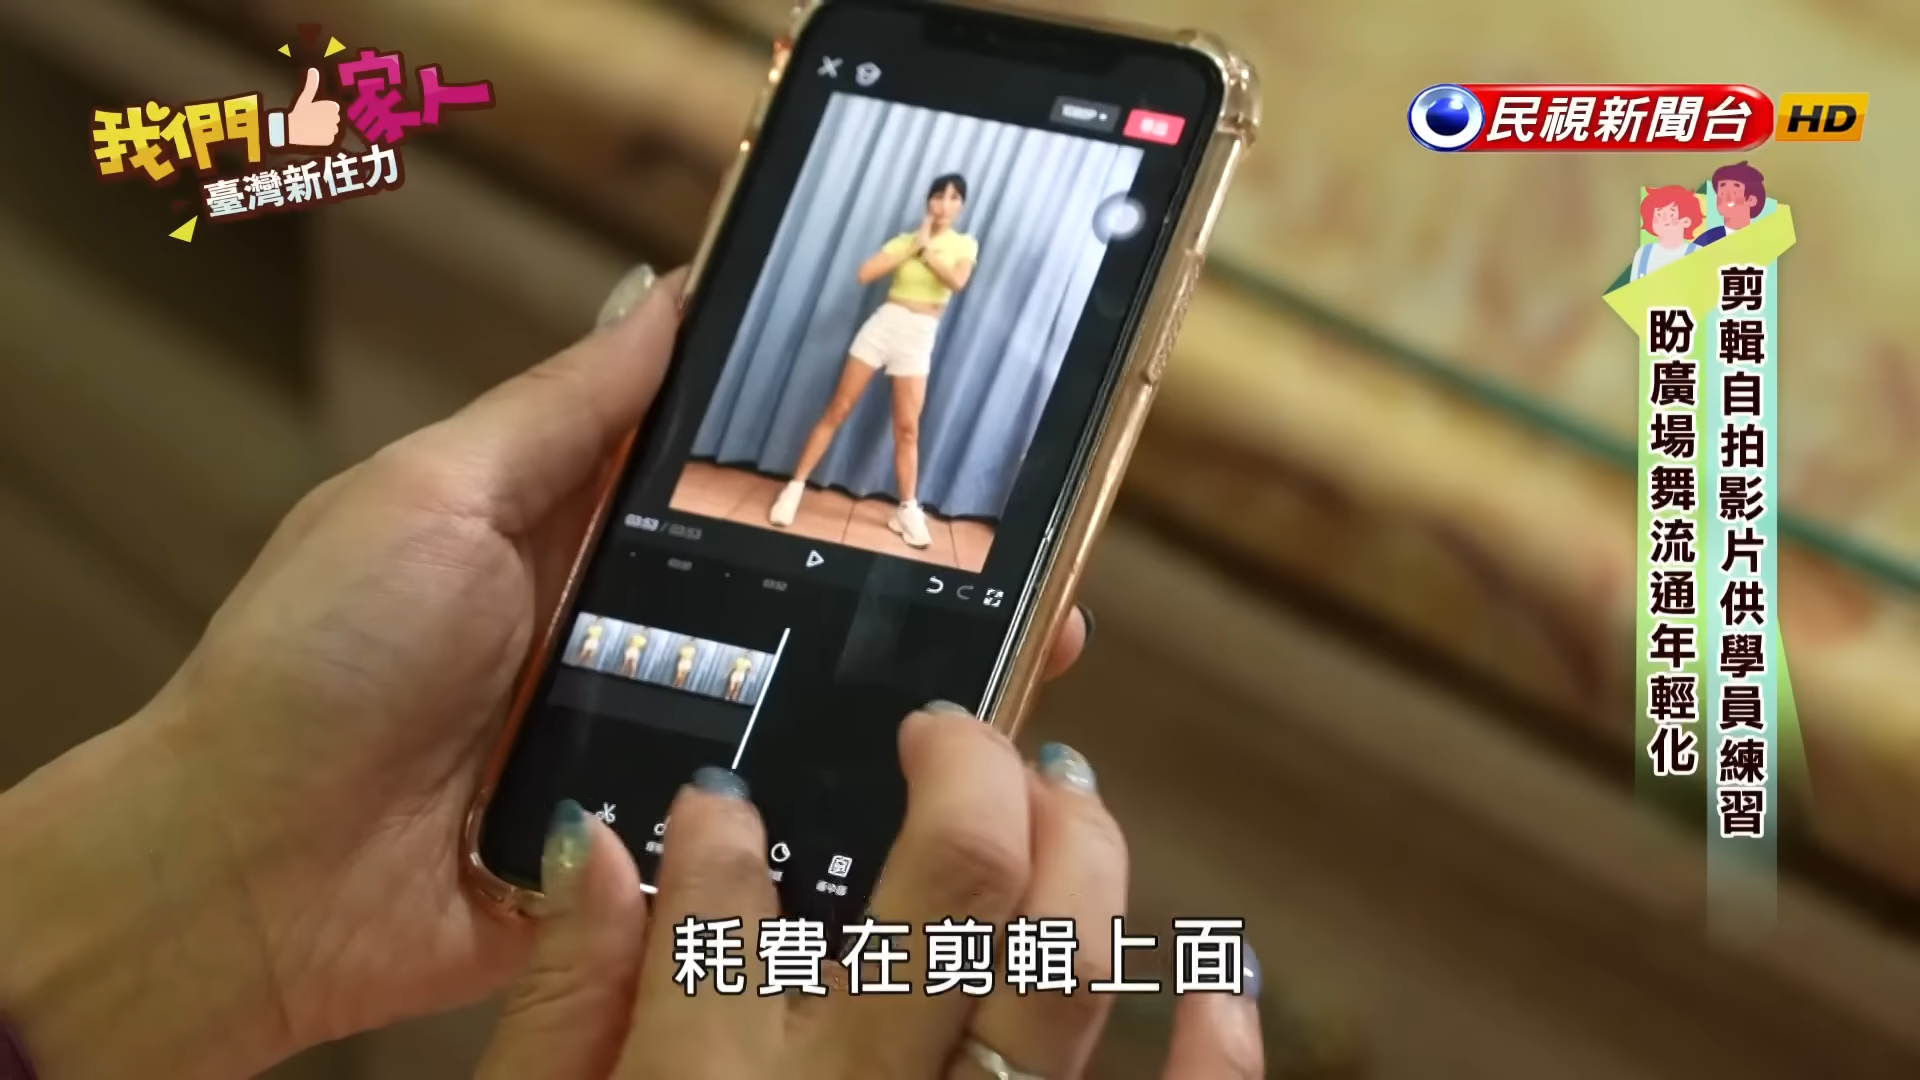 我們 家人
臺灣新住力
民視新聞台 HD
剪輯自拍影片供學員練習
盼廣場舞流通年輕化
耗費在剪輯上面